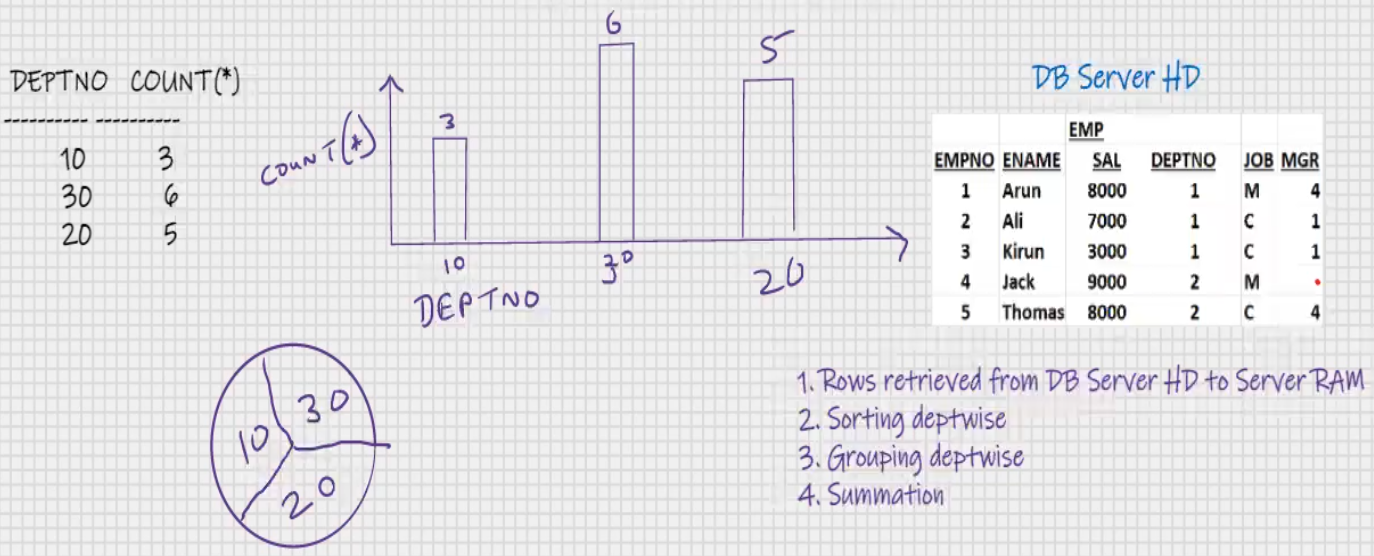 DEPTNO COUNT(*)
---------- ----------
10 3
30 6
20 5
COUNT(*)
3
6
5
10
30
20
DEPTNO
10
30
20
DB Server HD
EMP
EMPNO ENAME SAL DEPTNO JOB MGR
1 Arun 8000 1 M 4
2 Ali 7000 1 C 1
3 Kirun 3000 1 C 1
4 Jack 9000 2 M
5 Thomas 8000 2 C 4
1. Rows retrieved from DB Server HD to Server RAM
2. Sorting deptwise
3. Grouping deptwise
4. Summation